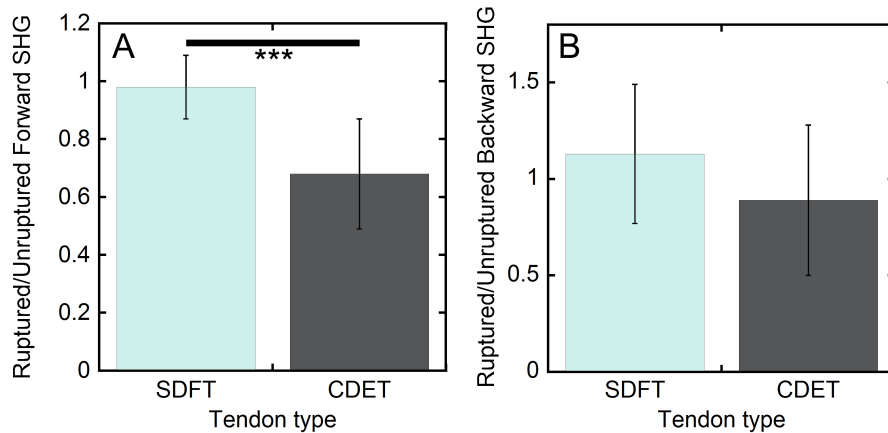 A
***
Ruptured/Unruptured Forward SHG
1.2
1
0.8
0.6
0.4
0.2
0
SDFT CDET
Tendon type
B
Ruptured/Unruptured Backward SHG
1.5
1
0.5
0
SDFT CDET
Tendon type